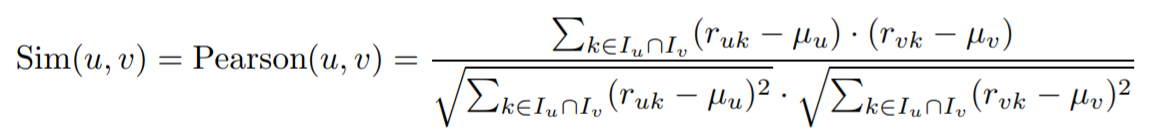 Sim(u, v) = Pearson(u, v) = \frac{\sum_{k \in I_u \cap I_v} (r_{uk} - \mu_u) \cdot (r_{vk} - \mu_v)}{\sqrt{\sum_{k \in I_u \cap I_v} (r_{uk} - \mu_u)^2} \cdot \sqrt{\sum_{k \in I_u \cap I_v} (r_{vk} - \mu_v)^2}}